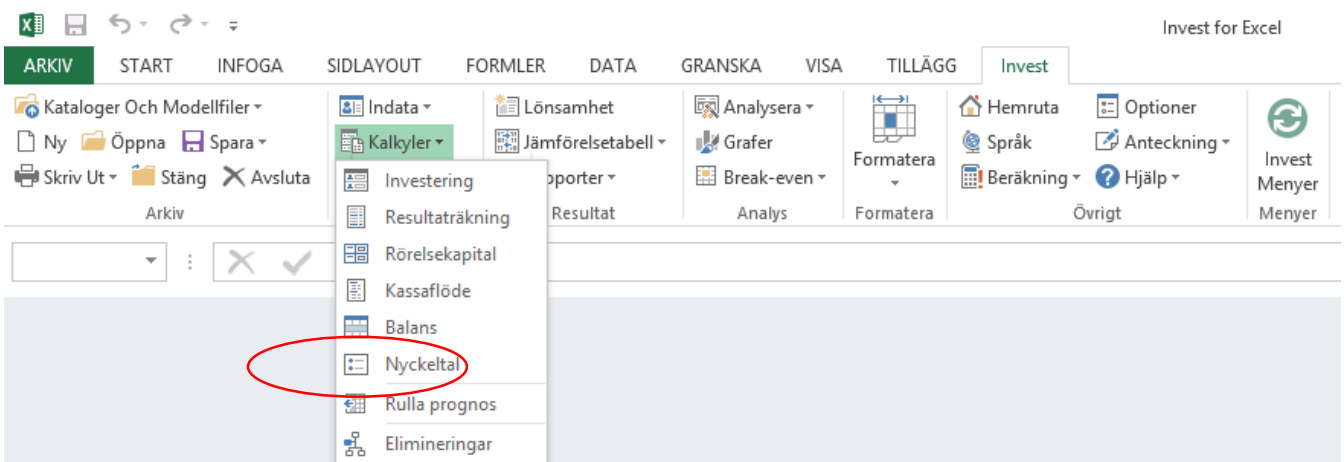 Invest for Excel
ARKIV START INFOGA SIDLAYOUT FORMLER DATA GRANSKA VISA TILLÄGG Invest
Kataloger Och Modellfiler Indata Lönsamhet Analysera Hemruta Optioner
Ny Öppna Spara Kalkyler Jämförelsetabell Grafer Formatera Språk Anteckning Invest Menyer
Skriv Ut Stäng Avsluta pporter Break-even Beräkning Hjälp
Arkiv Resultat Analys Formatera Övrigt Menyer
Investering
Resultaträkning
Rörelsekapital
Kassaflöde
Balans
Nyckeltal
Rulla prognos
Elimineringar